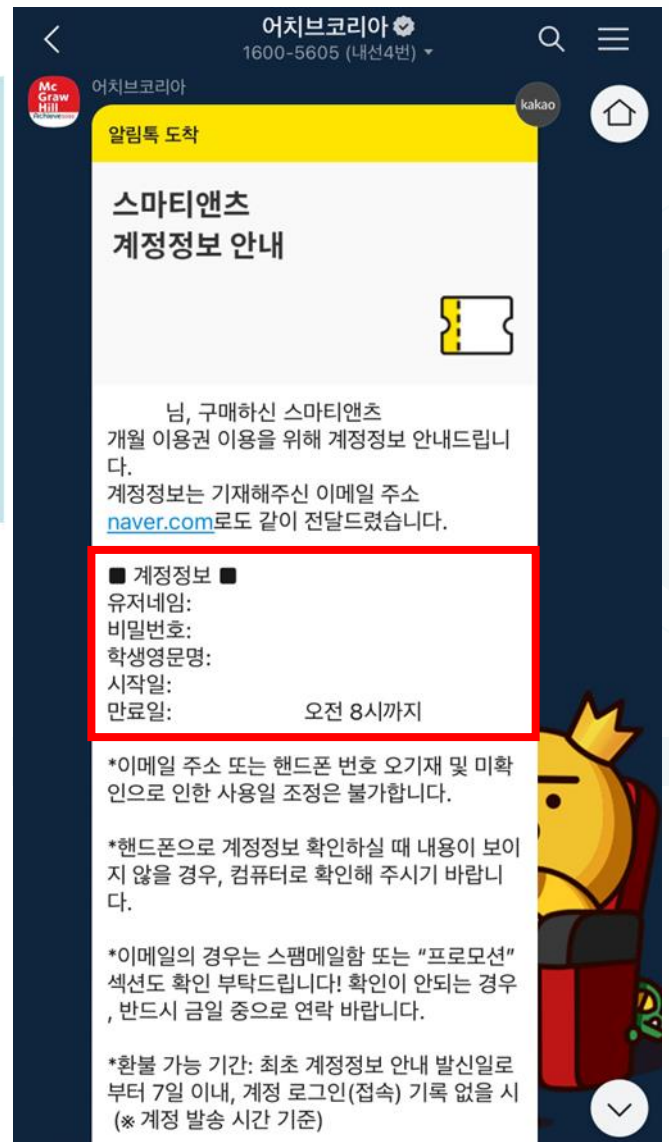 어치브코리아
1600-5605 (내선4번)
Mc
Graw
Hill
Achieve3000
어치브코리아
kakao
알림톡 도착
스마티앤츠
계정정보 안내
님, 구매하신 스마티앤츠
개월 이용권 이용을 위해 계정정보 안내드립니
다.
계정정보는 기재해주신 이메일 주소
naver.com로도 같이 전달드렸습니다.
■ 계정정보 ■
유저네임:
비밀번호:
학생영문명:
시작일:
만료일: 오전 8시까지
*이메일 주소 또는 핸드폰 번호 오기재 및 미확
인으로 인한 사용일 조정은 불가합니다.
*핸드폰으로 계정정보 확인하실 때 내용이 보이
지 않을 경우, 컴퓨터로 확인해 주시기 바랍니
다.
*이메일의 경우는 스팸메일함 또는 “프로모션”
섹션도 확인 부탁드립니다! 확인이 안되는 경우
, 반드시 금일 중으로 연락 바랍니다.
*환불 가능 기간: 최초 계정정보 안내 발신일로
부터 7일 이내, 계정 로그인(접속) 기록 없을 시
(※ 계정 발송 시간 기준)